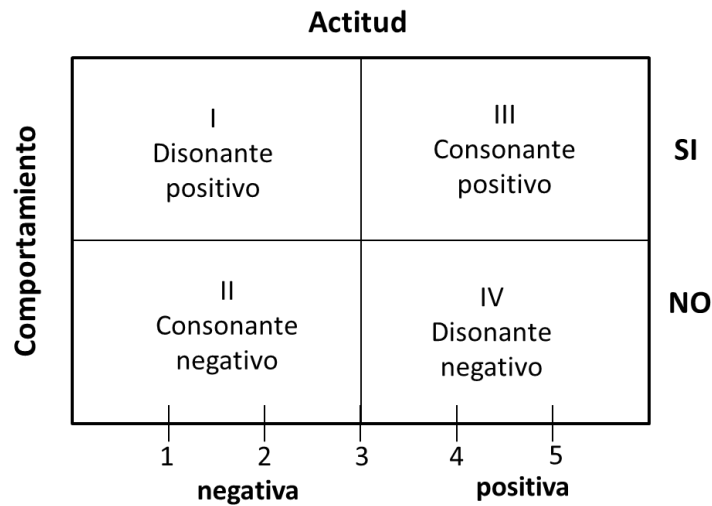 Actitud
Comportamiento
I
Disonante
positivo
III
Consonante
positivo
SI
II
Consonante
negativo
IV
Disonante
negativo
NO
1 2 3 4 5
negativa positiva